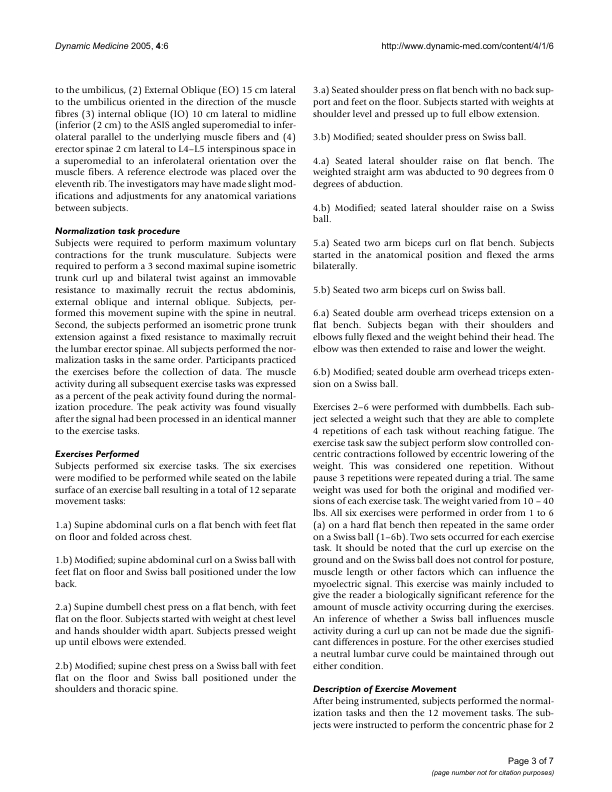 Dynamic Medicine 2005, 4:6
http://www.dynamic-med.com/content/4/1/6
to the umbilicus, (2) External Oblique (EO) 15 cm lateral
to the umbilicus oriented in the direction of the muscle
fibres (3) internal oblique (IO) 10 cm lateral to midline
(inferior (2 cm) to the ASIS angled superomedial to infer-
olateral parallel to the underlying muscle fibers and (4)
erector spinae 2 cm lateral to L4–L5 interspinous space in
a superomedial to an inferolateral orientation over the
muscle fibers. A reference electrode was placed over the
eleventh rib. The investigators may have made slight mod-
ifications and adjustments for any anatomical variations
between subjects.
Normalization task procedure
Subjects were required to perform maximum voluntary
contractions for the trunk musculature. Subjects were
required to perform a 3 second maximal supine isometric
trunk curl up and bilateral twist against an immovable
resistance to maximally recruit the rectus abdominis,
external oblique and internal oblique. Subjects, per-
formed this movement supine with the spine in neutral.
Second, the subjects performed an isometric prone trunk
extension against a fixed resistance to maximally recruit
the lumbar erector spinae. All subjects performed the nor-
malization tasks in the same order. Participants practiced
the exercises before the collection of data. The muscle
activity during all subsequent exercise tasks was expressed
as a percent of the peak activity found during the normal-
ization procedure. The peak activity was found visually
after the signal had been processed in an identical manner
to the exercise tasks.
Exercises Performed
Subjects performed six exercise tasks. The six exercises
were modified to be performed while seated on the labile
surface of an exercise ball resulting in a total of 12 separate
movement tasks:
1.a) Supine abdominal curls on a flat bench with feet flat
on floor and folded across chest.
1.b) Modified; supine abdominal curl on a Swiss ball with
feet flat on floor and Swiss ball positioned under the low
back.
2.a) Supine dumbell chest press on a flat bench, with feet
flat on the floor. Subjects started with weight at chest level
and hands shoulder width apart. Subjects pressed weight
up until elbows were extended.
2.b) Modified; supine chest press on a Swiss ball with feet
flat on the floor and Swiss ball positioned under the
shoulders and thoracic spine.
3.a) Seated shoulder press on flat bench with no back sup-
port and feet on the floor. Subjects started with weights at
shoulder level and pressed up to full elbow extension.
3.b) Modified; seated shoulder press on Swiss ball.
4.a) Seated lateral shoulder raise on flat bench. The
weighted straight arm was abducted to 90 degrees from 0
degrees of abduction.
4.b) Modified; seated lateral shoulder raise on a Swiss
ball.
5.a) Seated two arm biceps curl on flat bench. Subjects
started in the anatomical position and flexed the arms
bilaterally.
5.b) Seated two arm biceps curl on Swiss ball.
6.a) Seated double arm overhead triceps extension on a
flat bench. Subjects began with their shoulders and
elbows fully flexed and the weight behind their head. The
elbow was then extended to raise and lower the weight.
6.b) Modified; seated double arm overhead triceps exten-
sion on a Swiss ball.
Exercises 2–6 were performed with dumbbells. Each sub-
ject selected a weight such that they are able to complete
4 repetitions of each task without reaching fatigue. The
exercise task saw the subject perform slow controlled con-
centric contractions followed by eccentric lowering of the
weight. This was considered one repetition. Without
pause 3 repetitions were repeated during a trial. The same
weight was used for both the original and modified ver-
sions of each exercise task. The weight varied from 10 – 40
lbs. All six exercises were performed in order from 1 to 6
(a) on a hard flat bench then repeated in the same order
on a Swiss ball (1–6b). Two sets occurred for each exercise
task. It should be noted that the curl up exercise on the
ground and on the Swiss ball does not control for posture,
muscle length or other factors which can influence the
myoelectric signal. This exercise was mainly included to
give the reader a biologically significant reference for the
amount of muscle activity occurring during the exercises.
An inference of whether a Swiss ball influences muscle
activity during a curl up can not be made due the signifi-
cant differences in posture. For the other exercises studied
a neutral lumbar curve could be maintained through out
either condition.
Description of Exercise Movement
After being instrumented, subjects performed the normal-
ization tasks and then the 12 movement tasks. The sub-
jects were instructed to perform the concentric phase for 2
Page 3 of 7
(page number not for citation purposes)